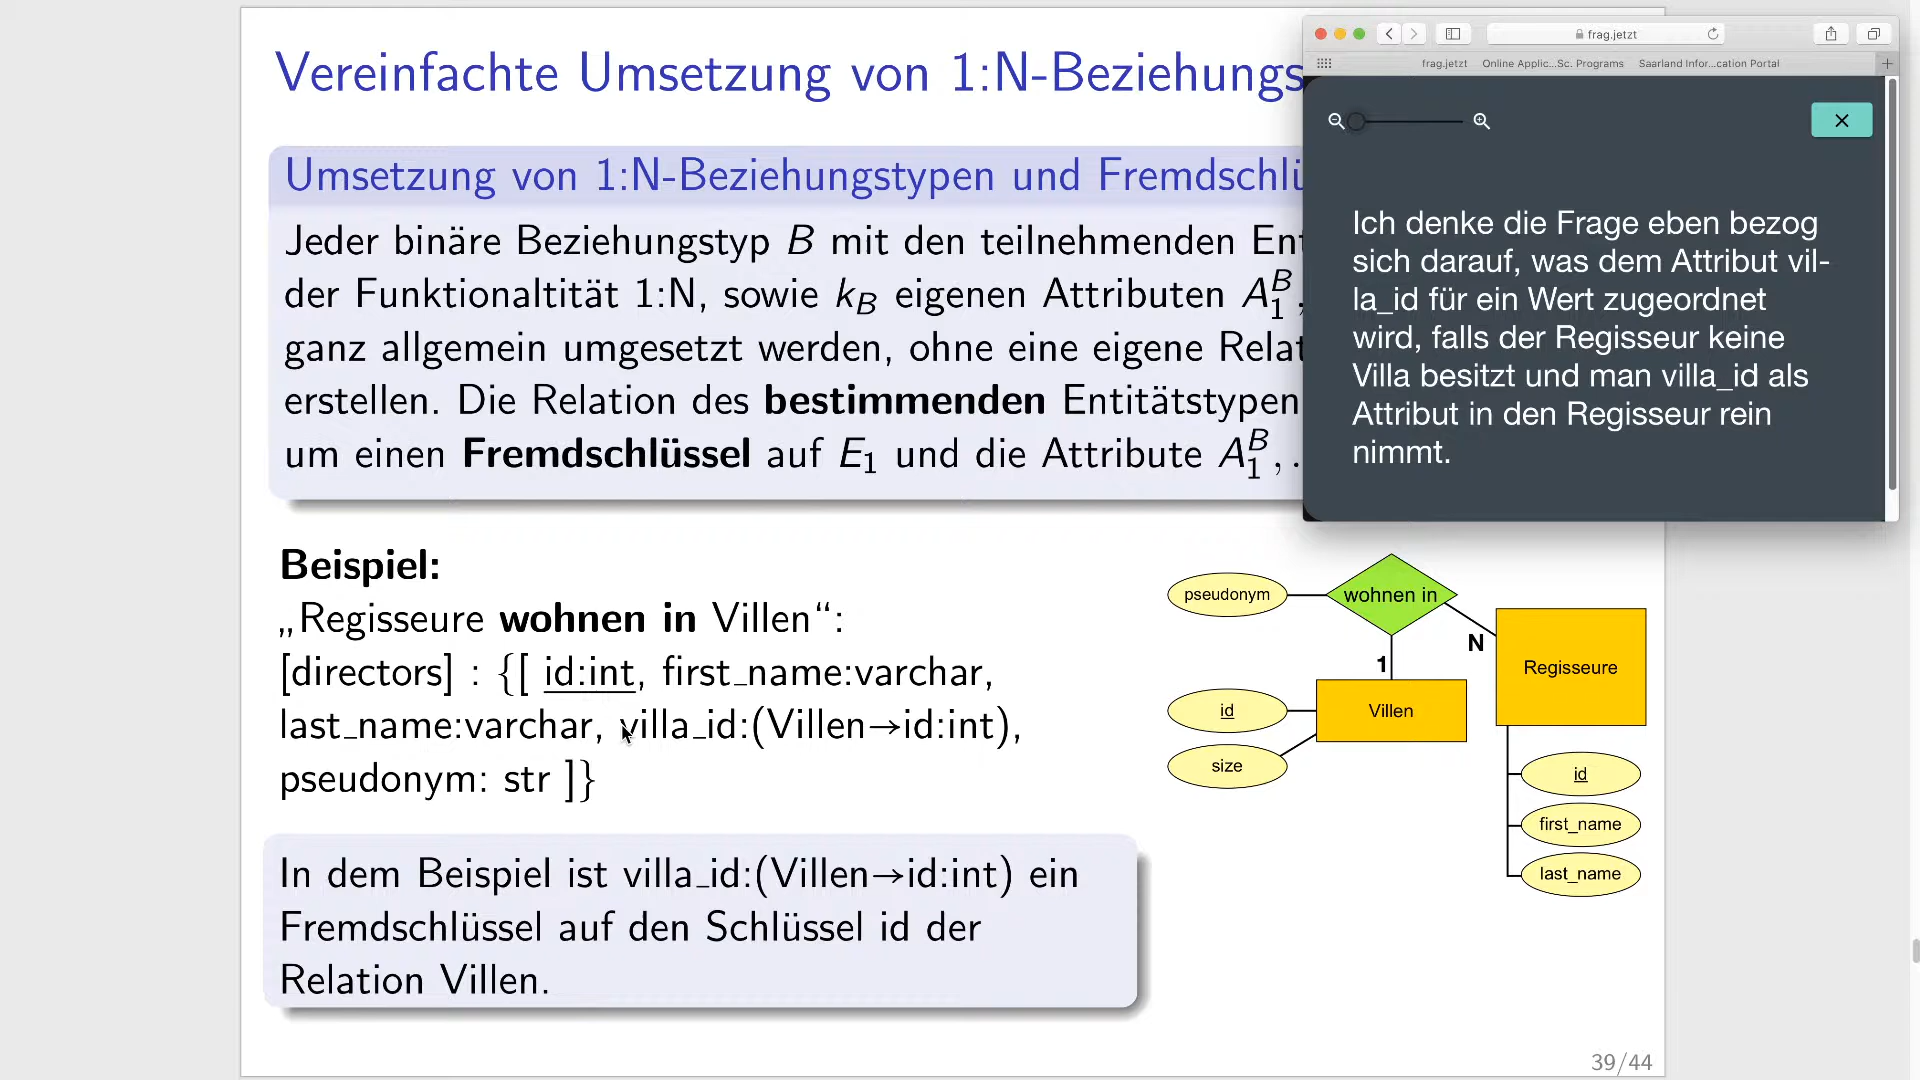 Vereinfachte Umsetzung von 1:N-Beziehungs
Umsetzung von 1:N-Beziehungstypen und Fremdschlü
Jeder binäre Beziehungstyp B mit den teilnehmenden Ent
der Funktionaltität 1:N, sowie k_B eigenen Attributen A_1^B,
ganz allgemein umgesetzt werden, ohne eine eigene Relat
erstellen. Die Relation des bestimmenden Entitätstypen
um einen Fremdschlüssel auf E_1 und die Attribute A_1^B, .
Beispiel:
„Regisseure wohnen in Villen“:
[directors] : {[ id:int, first_name:varchar,
last_name:varchar, villa_id:(Villen→id:int),
pseudonym: str ]}
In dem Beispiel ist villa_id:(Villen→id:int) ein
Fremdschlüssel auf den Schlüssel id der
Relation Villen.
frag.jetzt
frag.jetzt Online Applic...Sc. Programs Saarland Infor...cation Portal
Ich denke die Frage eben bezog
sich darauf, was dem Attribut vil-
la_id für ein Wert zugeordnet
wird, falls der Regisseur keine
Villa besitzt und man villa_id als
Attribut in den Regisseur rein
nimmt.
pseudonym
wohnen in
N
1
Regisseure
id
Villen
size
id
first_name
last_name
39/44